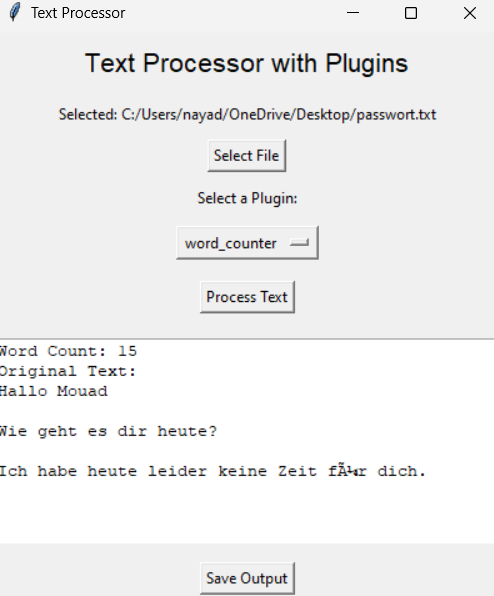 Text Processor
Text Processor with Plugins
Selected: C:/Users/nayad/OneDrive/Desktop/passwort.txt
Select File
Select a Plugin:
word_counter
Process Text
Word Count: 15
Original Text:
Hallo Mouad
Wie geht es dir heute?
Ich habe heute leider keine Zeit fÃ¼r dich.
Save Output